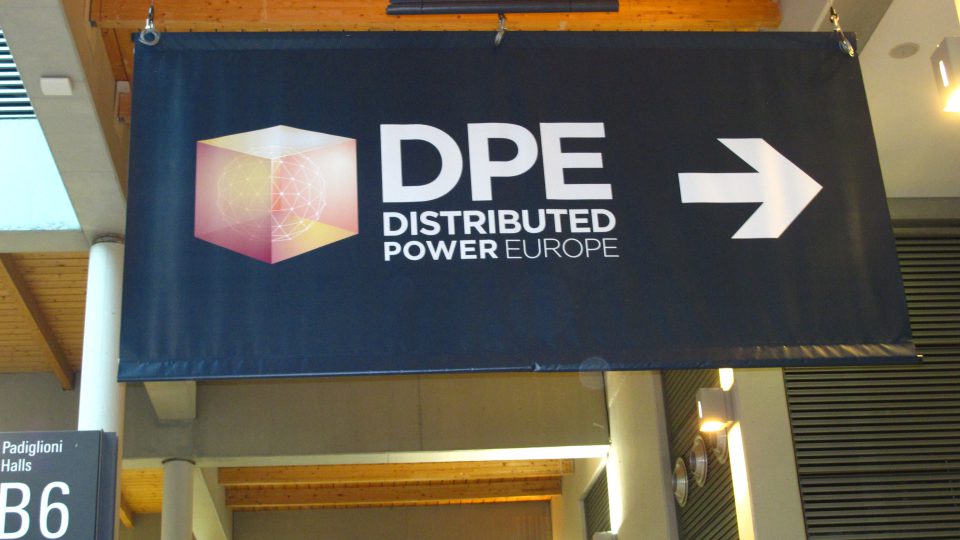 DPE
DISTRIBUTED
POWER EUROPE
Padiglioni
Halls
B6